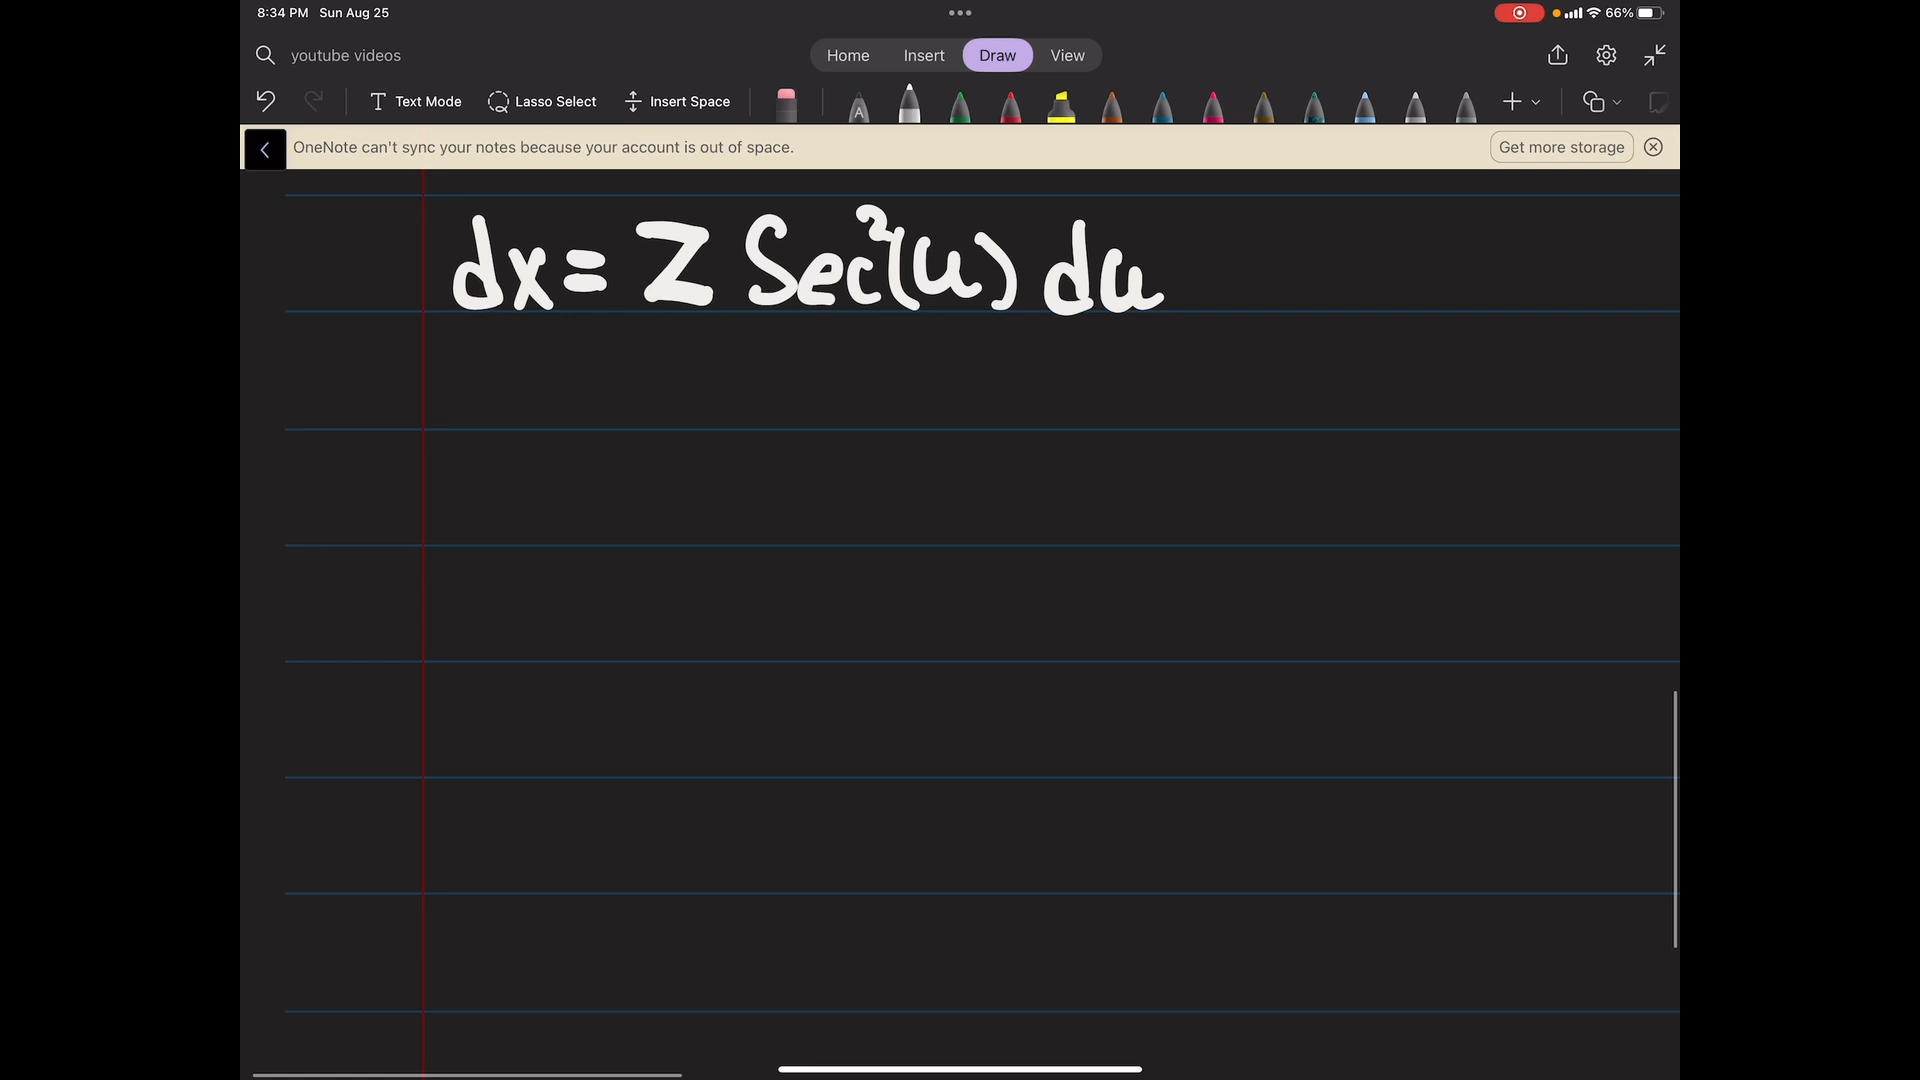 8:34 PM Sun Aug 25 66%
youtube videos Home Insert Draw View
Text Mode Lasso Select Insert Space A
OneNote can't sync your notes because your account is out of space. Get more storage
dx = Z Sec²(u) du